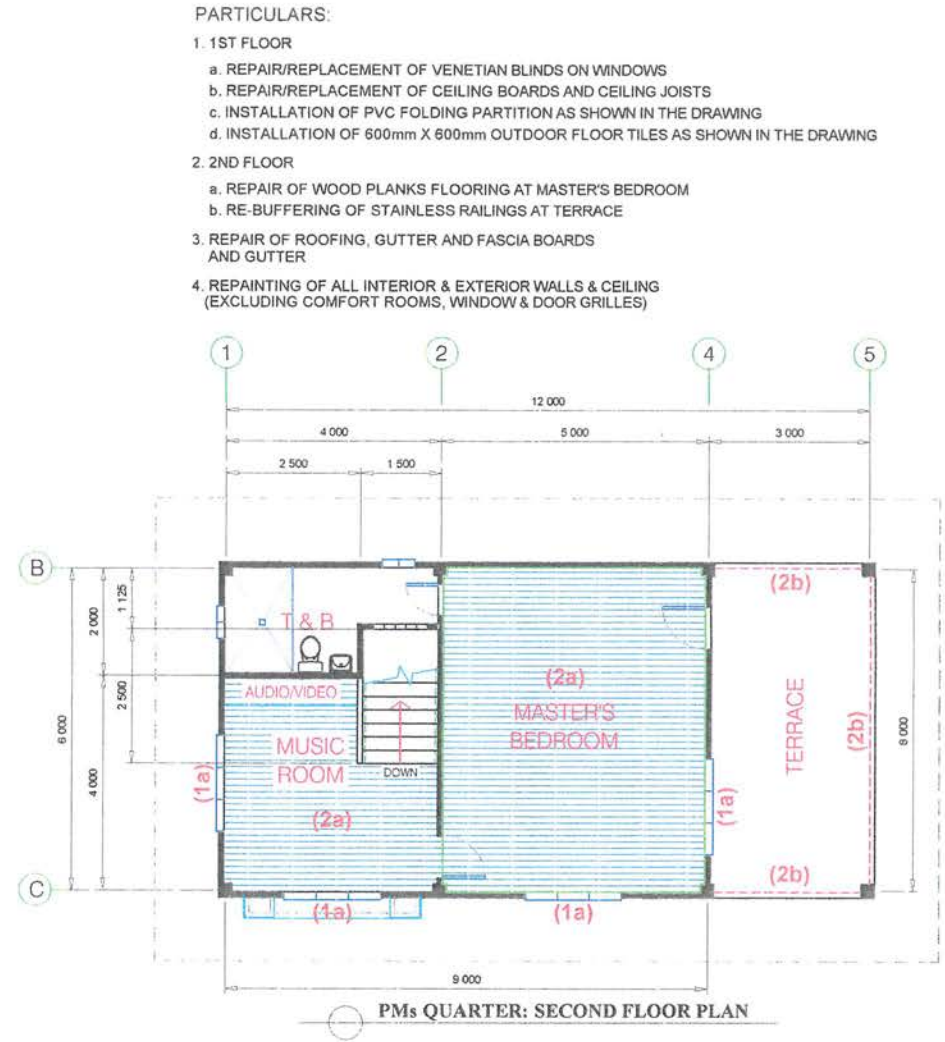 PARTICULARS:
1. 1ST FLOOR
a. REPAIR/REPLACEMENT OF VENETIAN BLINDS ON WINDOWS
b. REPAIR/REPLACEMENT OF CEILING BOARDS AND CEILING JOISTS
c. INSTALLATION OF PVC FOLDING PARTITION AS SHOWN IN THE DRAWING
d. INSTALLATION OF 600mm X 600mm OUTDOOR FLOOR TILES AS SHOWN IN THE DRAWING
2. 2ND FLOOR
a. REPAIR OF WOOD PLANKS FLOORING AT MASTER'S BEDROOM
b. RE-BUFFERING OF STAINLESS RAILINGS AT TERRACE
3. REPAIR OF ROOFING, GUTTER AND FASCIA BOARDS
AND GUTTER
4. REPAINTING OF ALL INTERIOR & EXTERIOR WALLS & CEILING
(EXCLUDING COMFORT ROOMS, WINDOW & DOOR GRILLES)
1 2 4 5
12 000
4 000 5 000 3 000
2 500 1 500
B
(2b)
1 125
2 000
T & B
2 500
(2a)
AUDIO/VIDEO
MASTER'S
BEDROOM
TERRACE
(2b)
6 000
MUSIC
ROOM
DOWN
4 000
(1a)
(1a)
(2a)
(2b)
C
(1a)
(1a)
9 000
PMs QUARTER: SECOND FLOOR PLAN